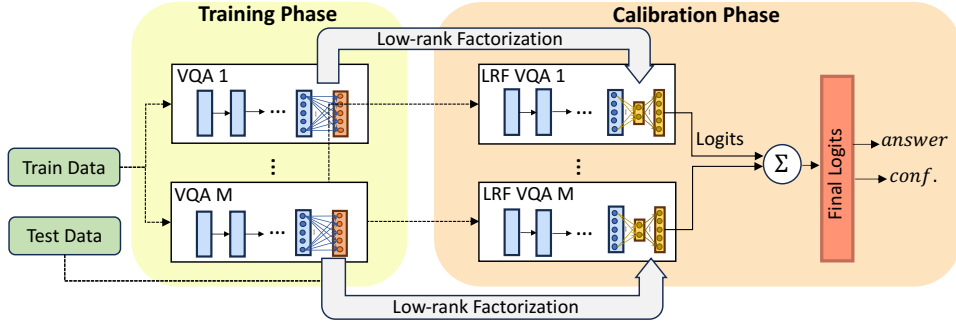 Training Phase
Calibration Phase
Low-rank Factorization
VQA 1
LRF VQA 1
...
...
Logits
Train Data
⋮
⋮
Σ
Final Logits
answer
conf.
VQA M
LRF VQA M
...
...
Test Data
Low-rank Factorization